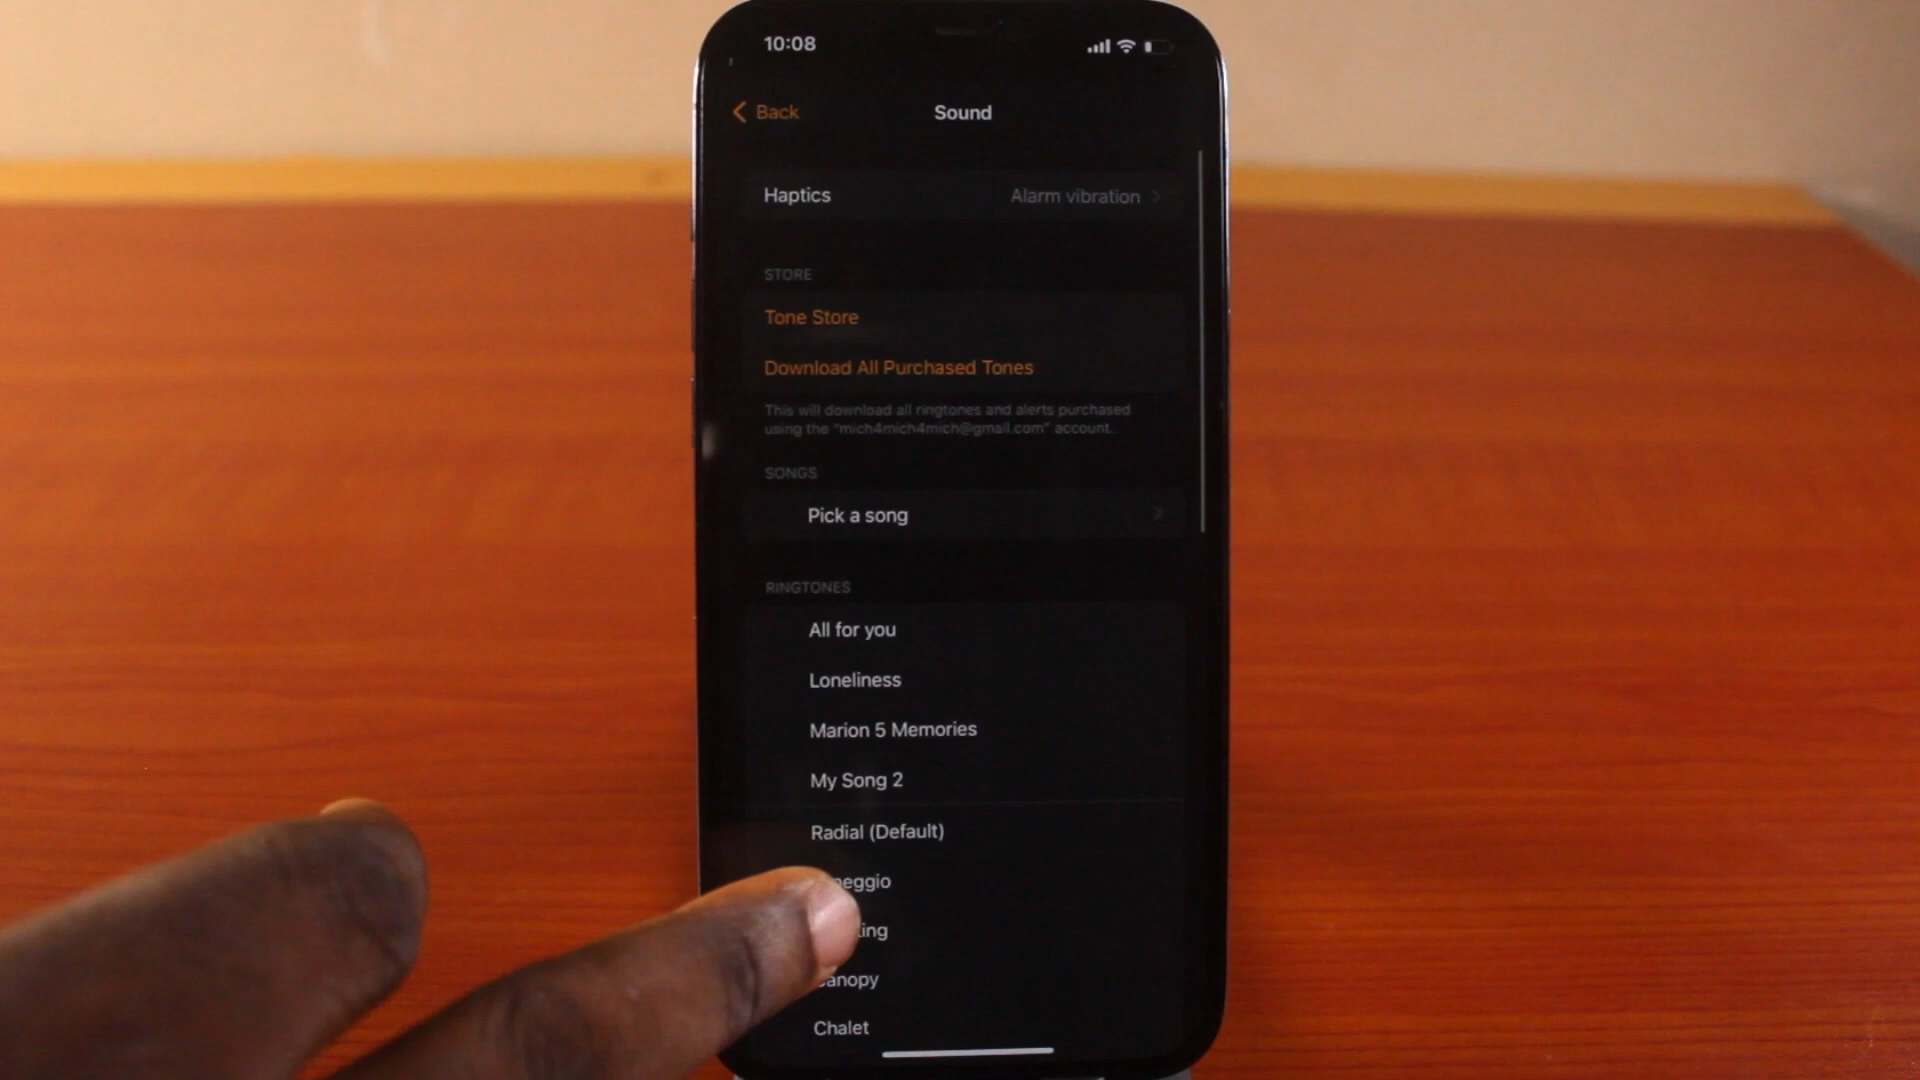 10:08
Back
Sound
Haptics
Alarm vibration
STORE
Tone Store
Download All Purchased Tones
This will download all ringtones and alerts purchased
using the "mich4mich4mich@gmail.com" account.
SONGS
Pick a song
RINGTONES
All for you
Loneliness
Marion 5 Memories
My Song 2
Radial (Default)
Chalet